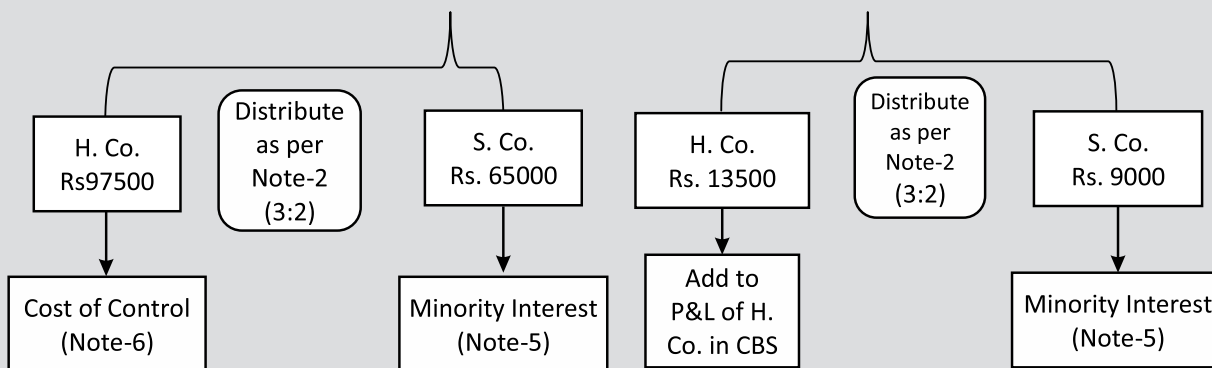 H. Co.
Rs97500
Distribute
as per
Note-2
(3:2)
S. Co.
Rs. 65000
H. Co.
Rs. 13500
Distribute
as per
Note-2
(3:2)
S. Co.
Rs. 9000
Cost of Control
(Note-6)
Minority Interest
(Note-5)
Add to
P&L of H.
Co. in CBS
Minority Interest
(Note-5)